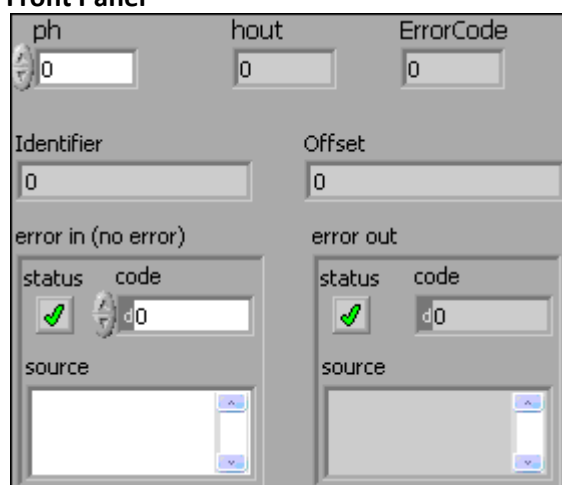 Front Panel
ph hout ErrorCode
0 0 0
Identifier Offset
0 0
error in (no error) error out
status code status code
d0 d0
source source